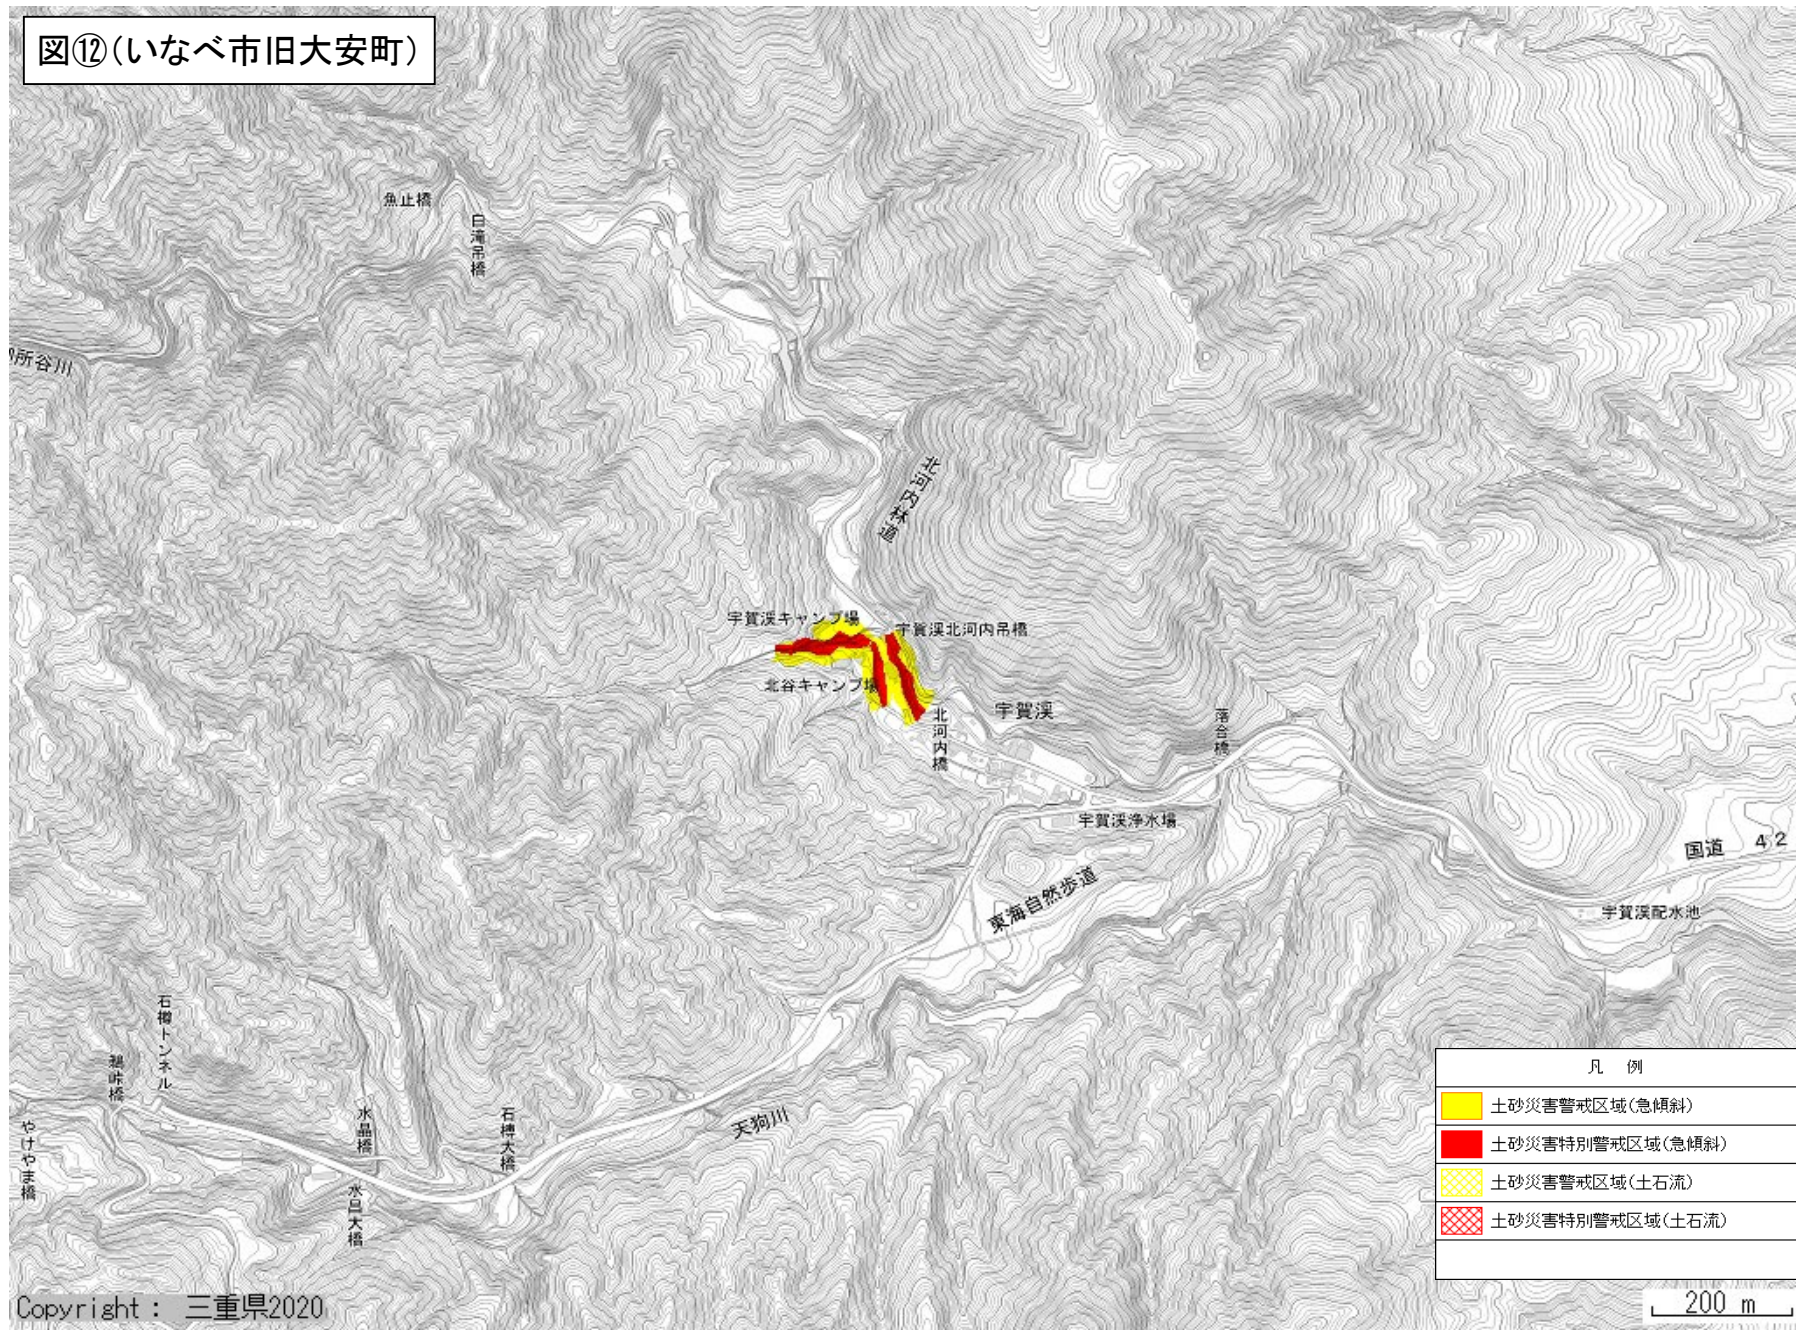 図⑫(いなべ市旧大安町)
魚止橋
白滝吊橋
所谷川
北河内林道
宇賀渓キャンプ場
宇賀渓北河内吊橋
北谷キャンプ場
宇賀渓
北河内橋
落合橋
宇賀渓浄水場
国道 42
東海自然歩道
宇賀渓配水池
石榑トンネル
水晶橋
石榑大橋
天狗川
やけやま橋
凡 例
土砂災害警戒区域(急傾斜)
土砂災害特別警戒区域(急傾斜)
土砂災害警戒区域(土石流)
土砂災害特別警戒区域(土石流)
Copyright : 三重県2020
200 m